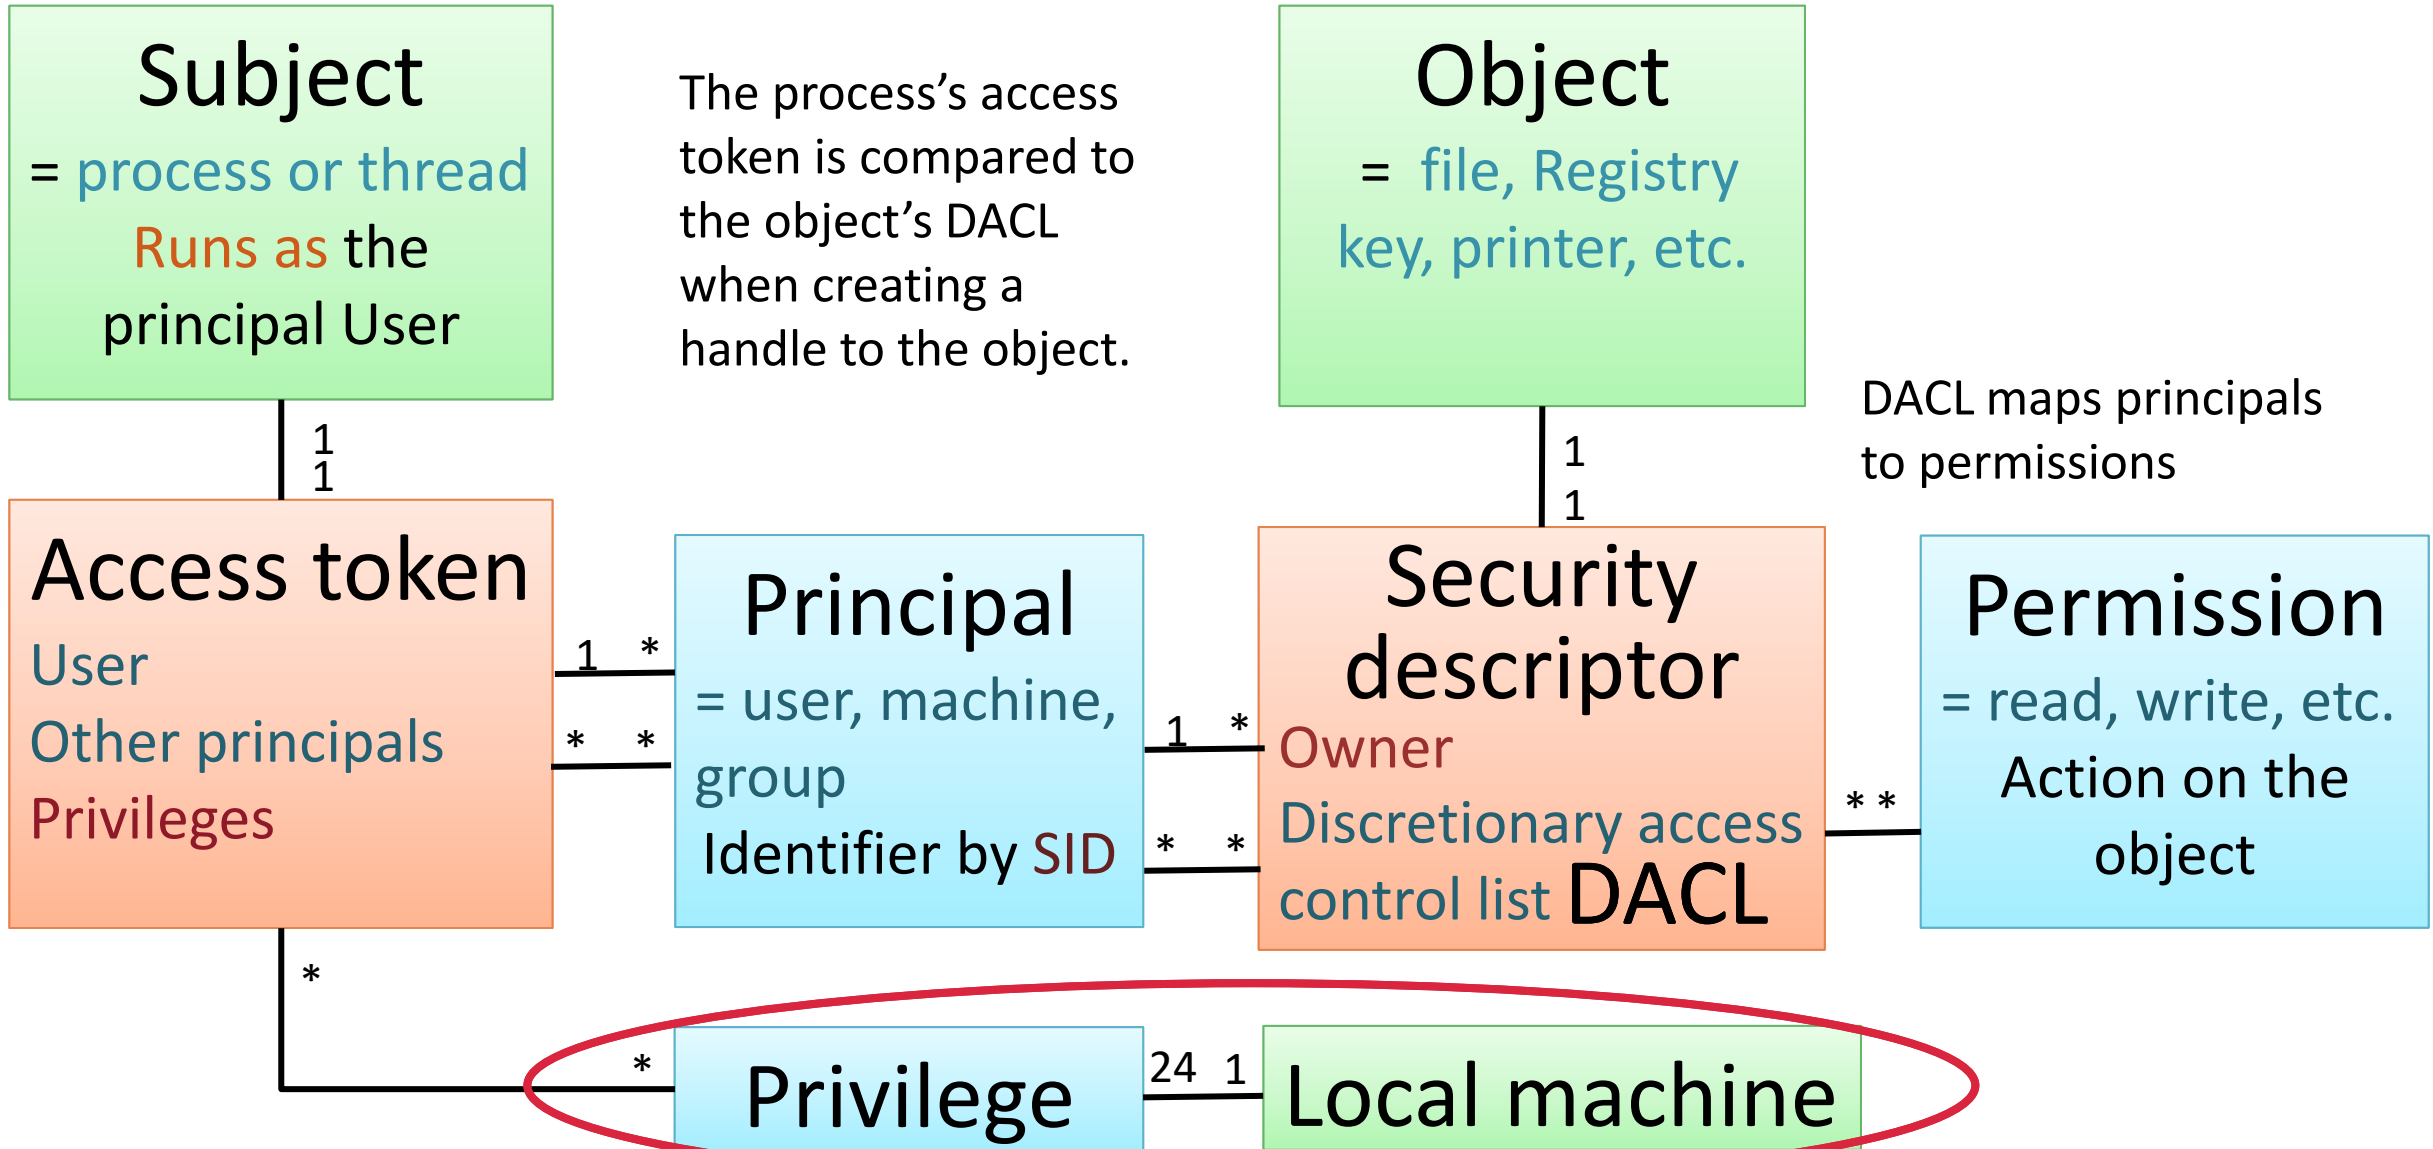 Subject
= process or thread
Runs as the
principal User
The process’s access
token is compared to
the object’s DACL
when creating a
handle to the object.
Object
= file, Registry
key, printer, etc.
DACL maps principals
to permissions
1
1
1
1
Access token
User
Other principals
Privileges
1 *
* *
Principal
= user, machine,
group
Identifier by SID
1 *
* *
Security
descriptor
Owner
Discretionary access
control list DACL
* *
Permission
= read, write, etc.
Action on the
object
*
*
Privilege
24 1
Local machine